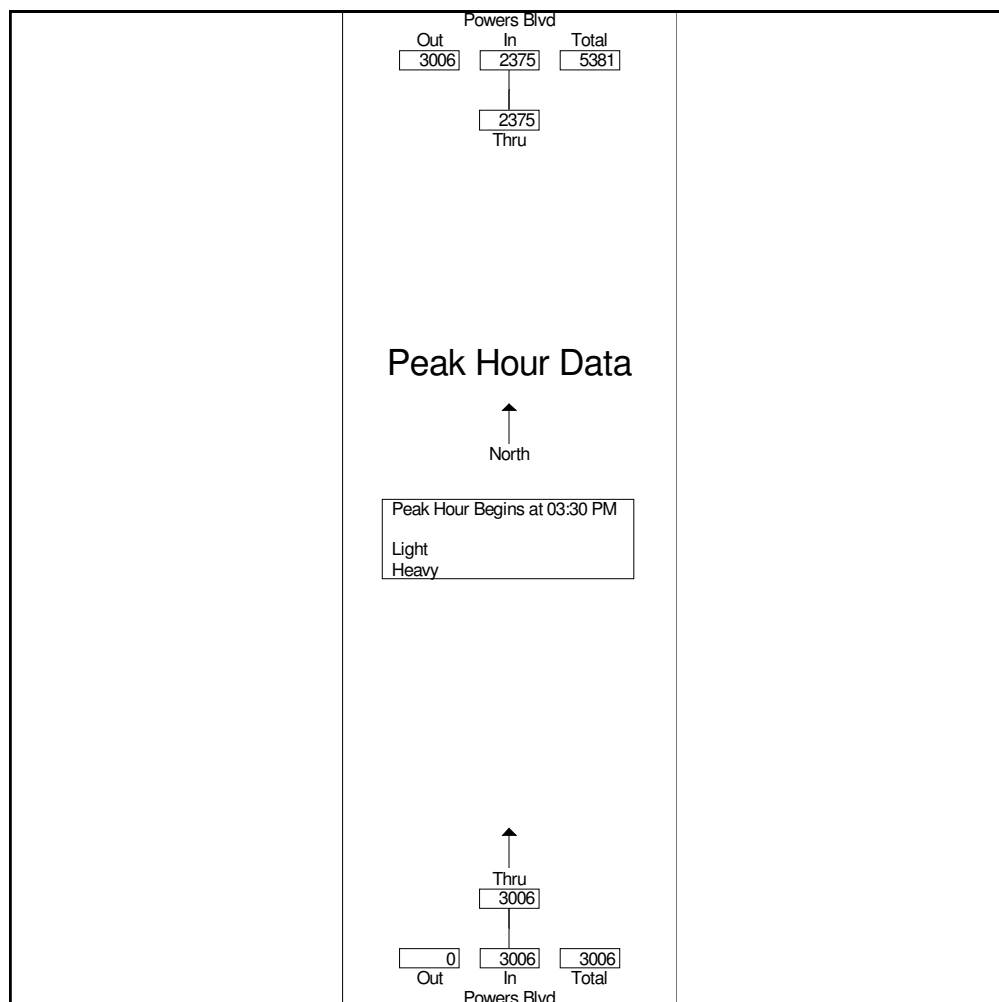 Powers Blvd
Out In Total
3006 2375 5381
2375
Thru
Peak Hour Data
North
Peak Hour Begins at 03:30 PM
Light
Heavy
Thru
3006
0 3006 3006
Out In Total
Powers Blvd